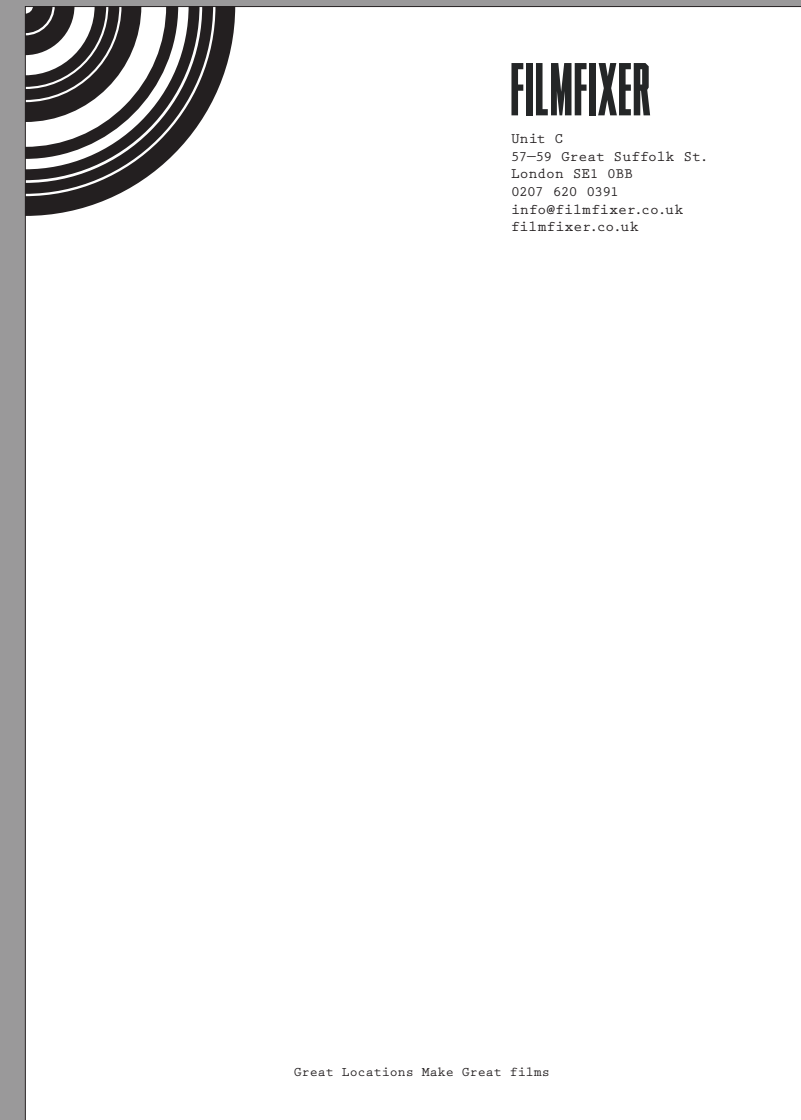 FILMFIXER
Unit C
57—59 Great Suffolk St.
London SE1 0BB
0207 620 0391
info@filmfixer.co.uk
filmfixer.co.uk
Great Locations Make Great films